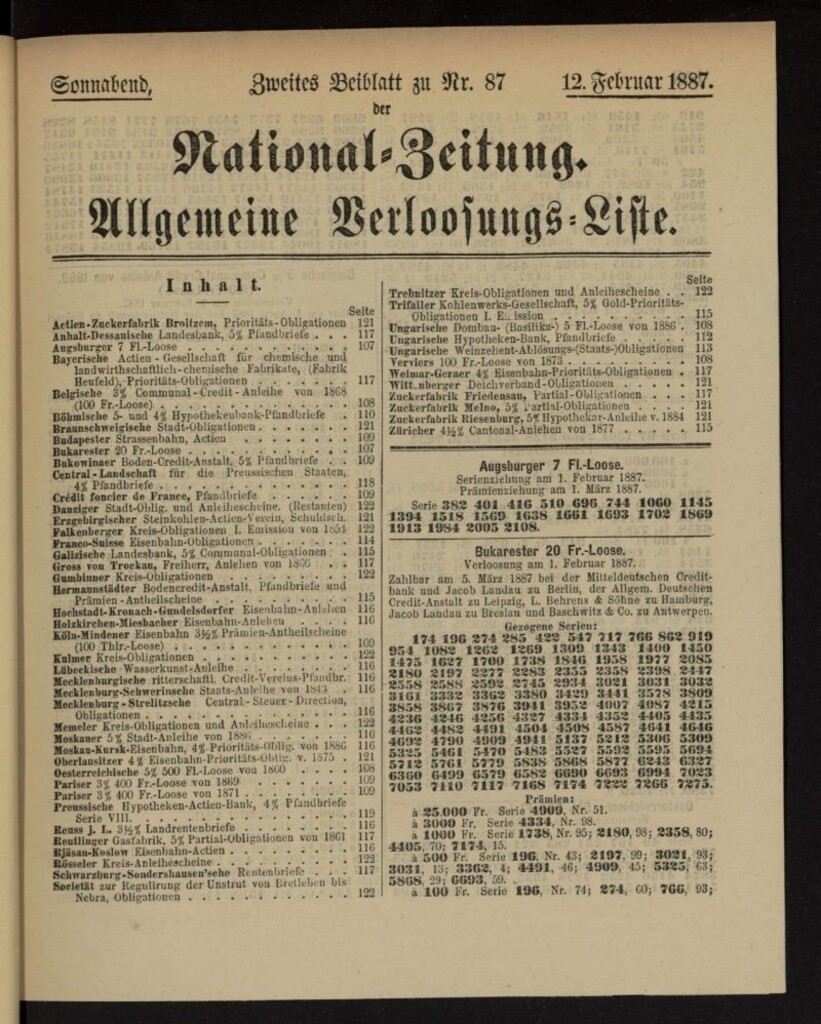 Sonnabend,
Zweites Beiblatt zu Nr. 87
12. Februar 1887.
der
National-Zeitung.
Allgemeine Verloosungs-Liste.
Inhalt.
Seite
Actien-Zuckerfabrik Broitzem, Prioritäts-Obligationen 121
Anhalt-Dessauische Landesbank, 5% Pfandbriefe . . . 117
Augsburger 7 Fl.-Loose . . . . . . . . . . 107
Bayerische Actien-Gesellschaft für chemische und
landwirthschaftlich-chemische Fabrikate, (Fabrik
Heufeld), Prioritäts-Obligationen . . . . . . . 117
Belgische 3% Communal-Credit-Anleihe von 1868
(100 Fr.-Loose) . . . . . . . . . . . . 108
Böhmische 5- und 4% Hypothekenbank-Pfandbriefe . . 110
Braunschweigische Stadt-Obligationen . . . . . . . 121
Budapester Strassenbahn, Actien . . . . . . . . 109
Bukarester 20 Fr.-Loose . . . . . . . . . . 107
Bukowinaer Boden-Credit-Anstalt, 5% Pfandbriefe . . 109
Central-Landschaft für die Preussischen Staaten,
4% Pfandbriefe . . . . . . . . . . . . 118
Crédit foncier de France, Pfandbriefe . . . . . . 109
Danziger Stadt-Oblig. und Anleihescheine. (Restanten) 122
Erzgebirgischer Steinkohlen-Actien-Verein, Schuldsch. 121
Falkenberger Kreis-Obligationen I. Emission von 1854 122
Franco-Suisse Eisenbahn-Obligationen . . . . . . 114
Galizische Landesbank, 5% Communal-Obligationen . 115
Gross von Trockau, Freiherr, Anlehen von 1866 . . . 117
Gumbinner Kreis-Obligationen . . . . . . . . . 122
Hermannstädter Bodencredit-Anstalt, Pfandbriefe und
Prämien-Antheilscheine . . . . . . . . . . 115
Hochstadt-Kronach-Gundelsdorfer Eisenbahn-Anlehen 116
Holzkirchen-Miesbacher Eisenbahn-Anlehen . . . . 116
Köln-Mindener Eisenbahn 3½% Prämien-Antheilscheine
(100 Thlr.-Loose) . . . . . . . . . . . 109
Kulmer Kreis-Obligationen . . . . . . . . . . 122
Lübeckische Wasserkunst-Anleihe . . . . . . . . 116
Mecklenburgische ritterschaftl. Credit-Vereins-Pfandbr. . 116
Mecklenburg-Schwerinsche Staats-Anleihe von 1843 . 116
Mecklenburg-Strelitzsche Central-Steuer-Direction,
Obligationen . . . . . . . . . . . . . 116
Memeler Kreis-Obligationen und Anleihescheine . . . 122
Moskauer 5% Stadt-Anleihe von 1886 . . . . . . 116
Moskau-Kursk-Eisenbahn, 4% Prioritäts-Oblig. von 1886 116
Oberlausitzer 4% Eisenbahn-Prioritäts-Oblig. v. 1875 . 121
Oesterreichische 5% 500 Fl.-Loose von 1860 . . . . 108
Pariser 3% 400 Fr.-Loose von 1869 . . . . . . . 109
Pariser 3% 400 Fr.-Loose von 1871 . . . . . . . 109
Preussische Hypotheken-Actien-Bank, 4% Pfandbriefe
Serie VIII. . . . . . . . . . . . . . 119
Reuss j. L. 3½% Landrentenbriefe . . . . . . . 116
Reutlinger Gasfabrik, 5% Partial-Obligationen von 1861 117
Rjäsan-Koslow Eisenbahn-Actien . . . . . . . . 116
Rösseler Kreis-Anleihescheine . . . . . . . . . 122
Schwarzburg-Sondershausen'sche Rentenbriefe . . . 117
Societät zur Regulirung der Unstrut von Bretleben bis
Nebra, Obligationen . . . . . . . . . . . 122
Seite
Trebnitzer Kreis-Obligationen und Anleihescheine . . 122
Trifailer Kohlenwerks-Gesellschaft, 5% Gold-Prioritäts-
Obligationen I. Emission . . . . . . . . . 115
Ungarische Dombau- (Basilika-) 5 Fl.-Loose von 1886 . 108
Ungarische Hypotheken-Bank, Pfandbriefe . . . . . 112
Ungarische Weinzehent-Ablösungs-(Staats-)Obligationen 113
Verviers 100 Fr.-Loose von 1873 . . . . . . . . 108
Weimar-Geraer 4% Eisenbahn-Prioritäts-Obligationen . 117
Wittenberger Deichverband-Obligationen . . . . . 121
Zuckerfabrik Friedensau, Partial-Obligationen . . . . 117
Zuckerfabrik Melno, 5% Partial-Obligationen . . . . 121
Zuckerfabrik Riesenburg, 5% Hypothekar-Anleihe v. 1884 121
Züricher 4½% Cantonal-Anlehen von 1877 . . . . . 115
Augsburger 7 Fl.-Loose.
Serienziehung am 1. Februar 1887.
Prämienziehung am 1. März 1887.
Serie 382 401 416 510 696 744 1060 1145
1394 1518 1569 1638 1661 1693 1702 1869
1913 1984 2005 2108.
Bukarester 20 Fr.-Loose.
Verloosung am 1. Februar 1887.
Zahlbar am 5. März 1887 bei der Mitteldeutschen Credit-
bank und Jacob Landau zu Berlin, der Allgem. Deutschen
Credit-Anstalt zu Leipzig, L. Behrens & Söhne zu Hamburg,
Jacob Landau zu Breslau und Baschwitz & Co. zu Antwerpen.
Gezogene Serien:
174 196 274 285 422 547 717 766 862 919
954 1082 1262 1269 1309 1343 1400 1450
1475 1627 1700 1738 1846 1958 1977 2085
2180 2197 2277 2283 2355 2358 2398 2447
2558 2588 2592 2745 2934 3021 3031 3032
3161 3332 3362 3380 3429 3441 3578 3809
3858 3867 3876 3941 3952 4007 4087 4215
4236 4246 4256 4327 4334 4352 4405 4435
4462 4482 4491 4504 4508 4587 4641 4646
4692 4790 4909 4941 5137 5212 5306 5309
5325 5461 5470 5483 5527 5592 5595 5694
5712 5761 5779 5838 5868 5877 6243 6327
6360 6499 6579 6582 6690 6693 6994 7023
7053 7110 7117 7168 7174 7222 7266 7275.
Prämien:
à 25.000 Fr. Serie 4909, Nr. 51.
à 3000 Fr. Serie 4334, Nr. 98.
à 1000 Fr. Serie 1738, Nr. 95; 2180, 98; 2358, 80;
4405, 70; 7174, 15.
à 500 Fr. Serie 196, Nr. 43; 2197, 99; 3021, 93;
3031, 13; 3362, 4; 4491, 46; 4909, 45; 5325, 63;
5868, 29; 6693, 59.
à 100 Fr. Serie 196, Nr. 74; 274, 60; 766, 93;